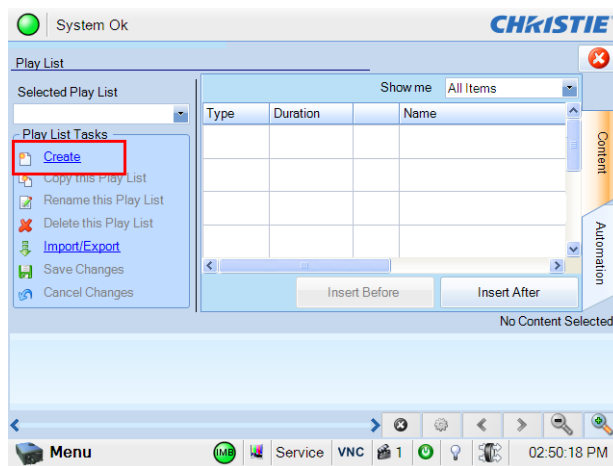 System Ok
CHRISTIE
Play List
Selected Play List
Show me All Items
Type Duration Name
Play List Tasks
Create
Copy this Play List
Rename this Play List
Delete this Play List
Import/Export
Save Changes
Cancel Changes
Insert Before Insert After
Content
Automation
No Content Selected
Menu IMB Service VNC 1 02:50:18 PM